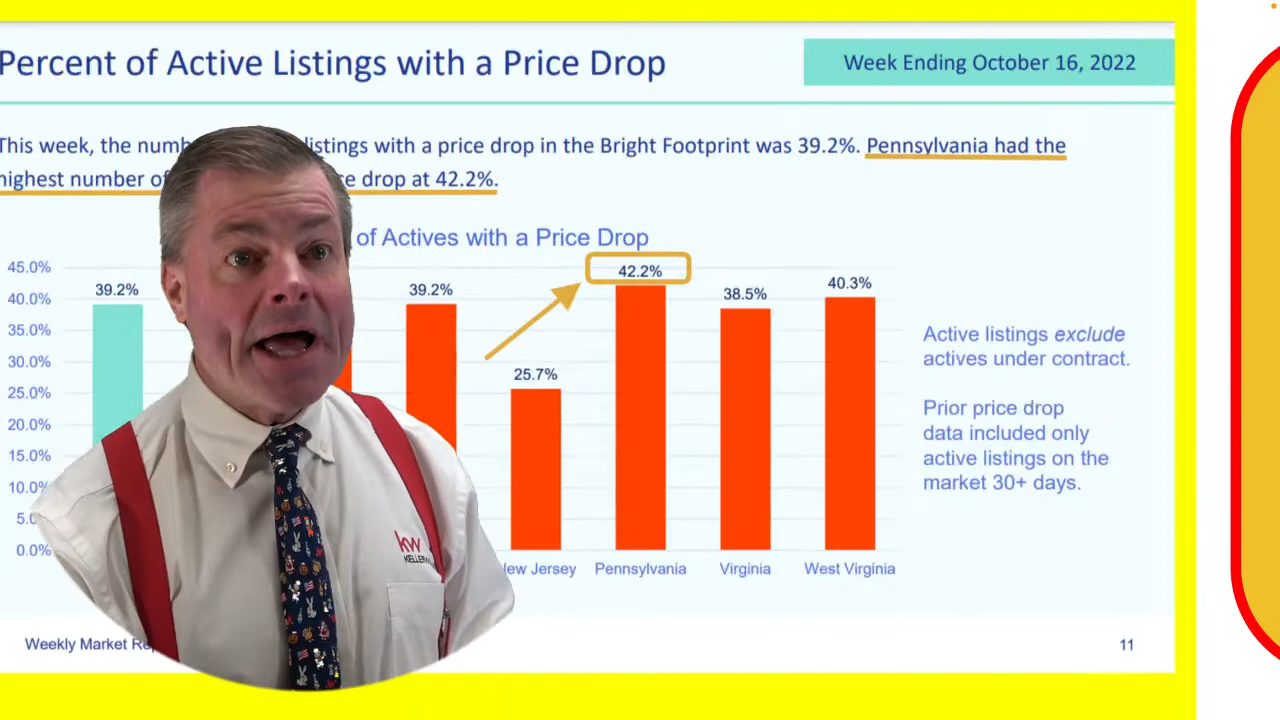 Percent of Active Listings with a Price Drop
Week Ending October 16, 2022
This week, the listings with a price drop in the Bright Footprint was 39.2%. Pennsylvania had the
highest number of drop at 42.2%.
of Actives with a Price Drop
45.0%
40.0%
35.0%
30.0%
25.0%
20.0%
15.0%
10.0%
0.0%
39.2%
39.2%
25.7%
42.2%
38.5%
40.3%
New Jersey
Pennsylvania
Virginia
West Virginia
Active listings exclude
actives under contract.
Prior price drop
data included only
active listings on the
market 30+ days.
kw
Weekly Market
11